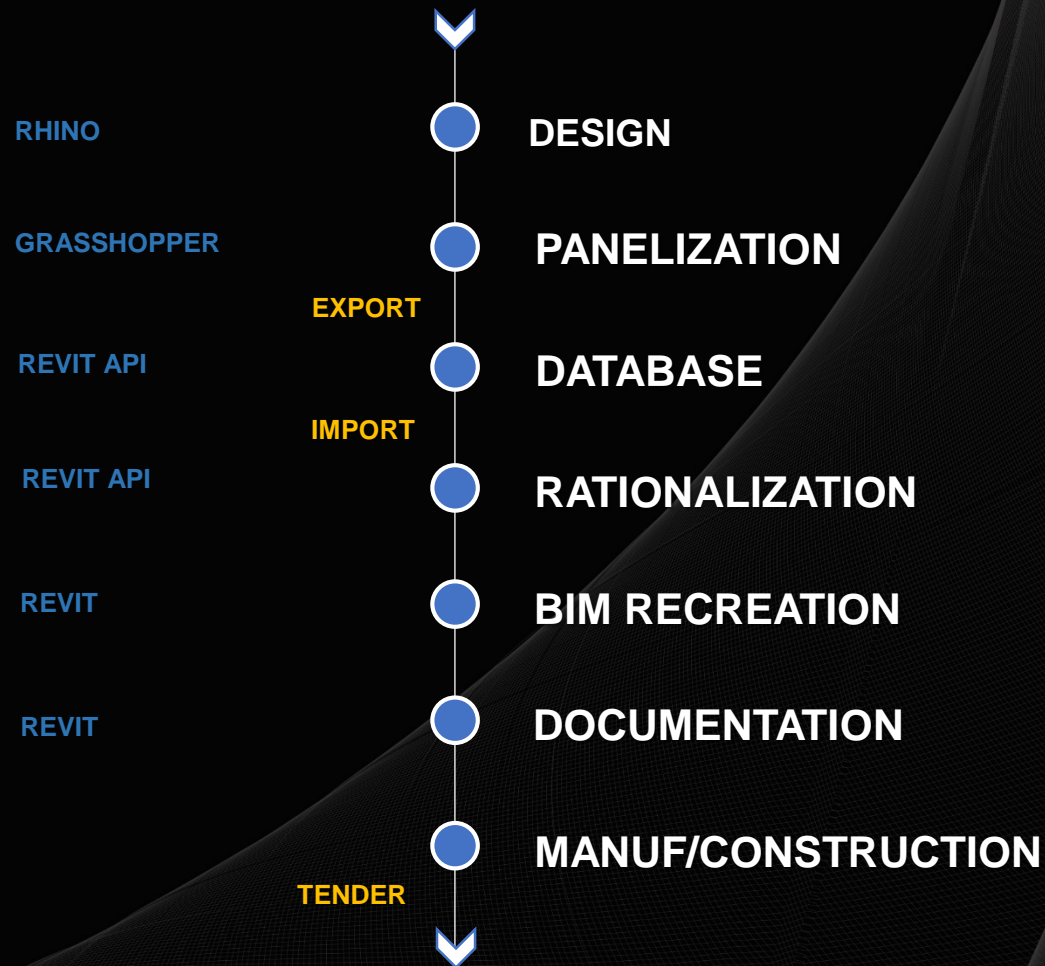 RHINO
DESIGN
GRASSHOPPER
PANELIZATION
EXPORT
REVIT API
DATABASE
IMPORT
REVIT API
RATIONALIZATION
REVIT
BIM RECREATION
REVIT
DOCUMENTATION
MANUF/CONSTRUCTION
TENDER